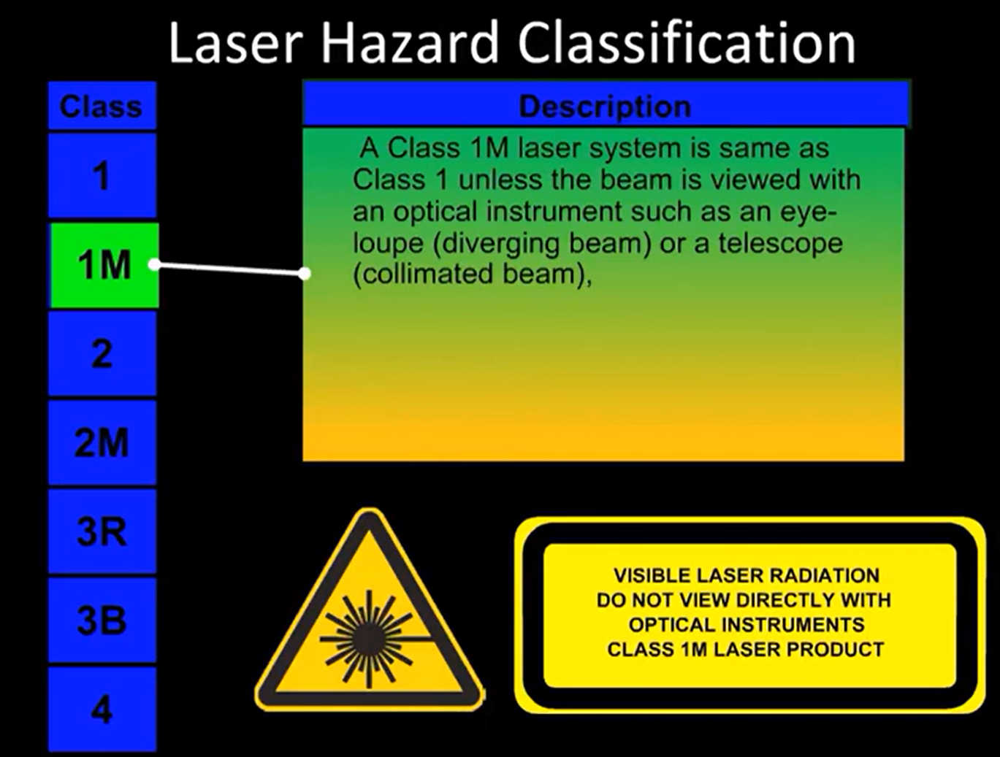 Laser Hazard Classification
Class
1
1M
2
2M
3R
3B
4
Description
A Class 1M laser system is same as
Class 1 unless the beam is viewed with
an optical instrument such as an eye-
loupe (diverging beam) or a telescope
(collimated beam),
VISIBLE LASER RADIATION
DO NOT VIEW DIRECTLY WITH
OPTICAL INSTRUMENTS
CLASS 1M LASER PRODUCT